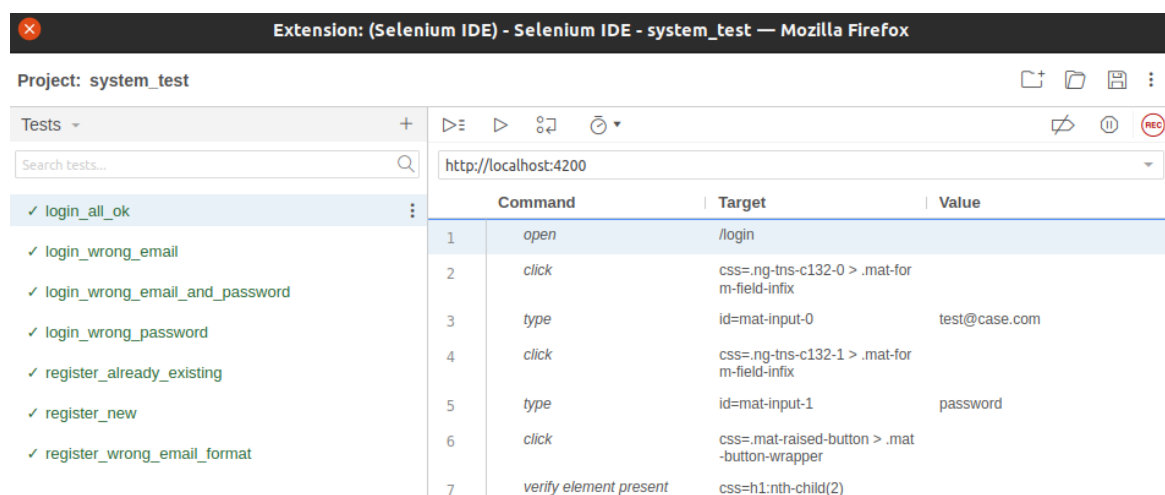 Extension: (Selenium IDE) - Selenium IDE - system_test — Mozilla Firefox
Project: system_test
Tests
Search tests...
✓ login_all_ok
✓ login_wrong_email
✓ login_wrong_email_and_password
✓ login_wrong_password
✓ register_already_existing
✓ register_new
✓ register_wrong_email_format
REC
http://localhost:4200
Command Target Value
1 open /login
2 click css=.ng-tns-c132-0 > .mat-for
m-field-infix
3 type id=mat-input-0 test@case.com
4 click css=.ng-tns-c132-1 > .mat-for
m-field-infix
5 type id=mat-input-1 password
6 click css=.mat-raised-button > .mat
-button-wrapper
7 verify element present css=h1:nth-child(2)